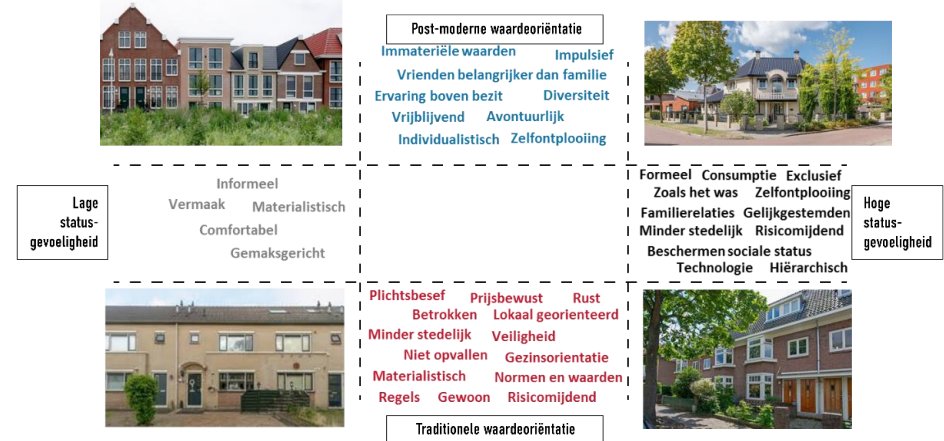 Post-moderne waardeoriëntatie
Immateriële waarden Impulsief
Vrienden belangrijker dan familie
Ervaring boven bezit Diversiteit
Vrijblijvend Avontuurlijk
Individualistisch Zelfontplooiing
Lage
status-
gevoeligheid
Informeel
Vermaak Materialistisch
Comfortabel
Gemaksgericht
Formeel Consumptie Exclusief
Zoals het was Zelfontplooiing
Familierelaties Gelijkgestemden
Minder stedelijk Risicomijdend
Beschermen sociale status
Technologie Hiërarchisch
Hoge
status-
gevoeligheid
Plichtsbesef Prijsbewust Rust
Betrokken Lokaal georienteerd
Minder stedelijk Veiligheid
Niet opvallen Gezinsorientatie
Materialistisch Normen en waarden
Regels Gewoon Risicomijdend
Traditionele waardeoriëntatie